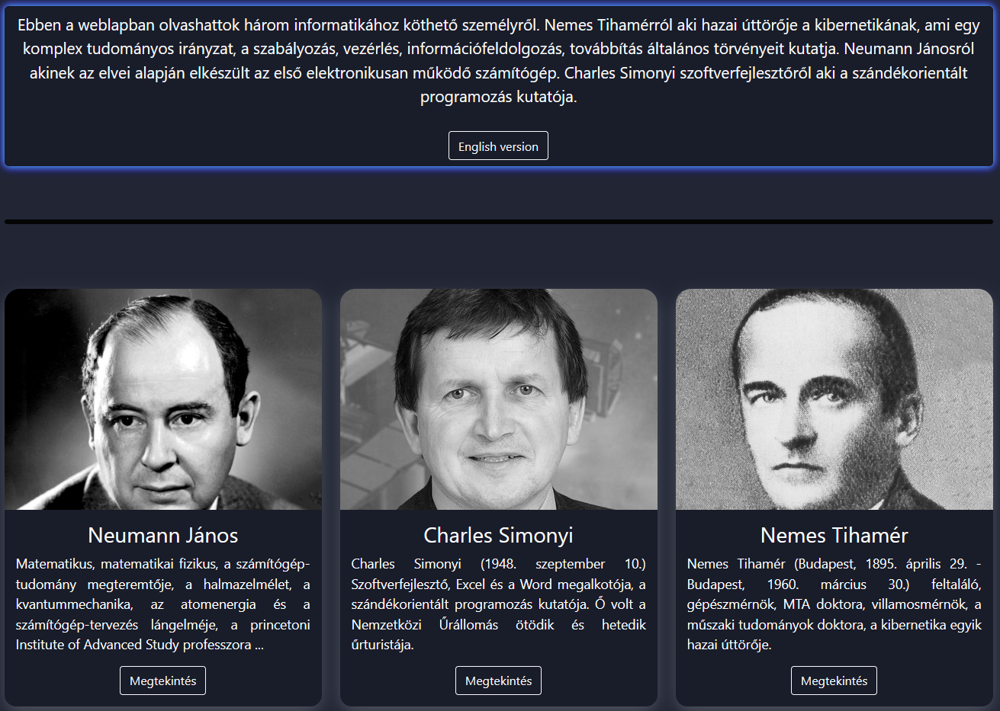 Ebben a weblapban olvashattok három informatikához köthető személyről. Nemes Tihamérról aki hazai úttörője a kibernetikának, ami egy
komplex tudományos irányzat, a szabályozás, vezérlés, információfeldolgozás, továbbítás általános törvényeit kutatja. Neumann Jánosról
akinek az elvei alapján elkészült az első elektronikusan működő számítógép. Charles Simonyi szoftverfejlesztőről aki a szándékorientált
programozás kutatója.
English version
Neumann János
Matematikus, matematikai fizikus, a számítógép-
tudomány megteremtője, a halmazelmélet, a
kvantummechanika, az atomenergia és a
számítógép-tervezés lángelméje, a princetoni
Institute of Advanced Study professzora ...
Megtekintés
Charles Simonyi
Charles Simonyi (1948. szeptember 10.)
Szoftverfejlesztő, Excel és a Word megalkotója, a
szándékorientált programozás kutatója. Ő volt a
Nemzetközi Űrállomás ötödik és hetedik
űrturistája.
Megtekintés
Nemes Tihamér
Nemes Tihamér (Budapest, 1895. április 29. -
Budapest, 1960. március 30.) feltaláló,
gépészmérnök, MTA doktora, villamosmérnök, a
műszaki tudományok doktora, a kibernetika egyik
hazai úttörője.
Megtekintés